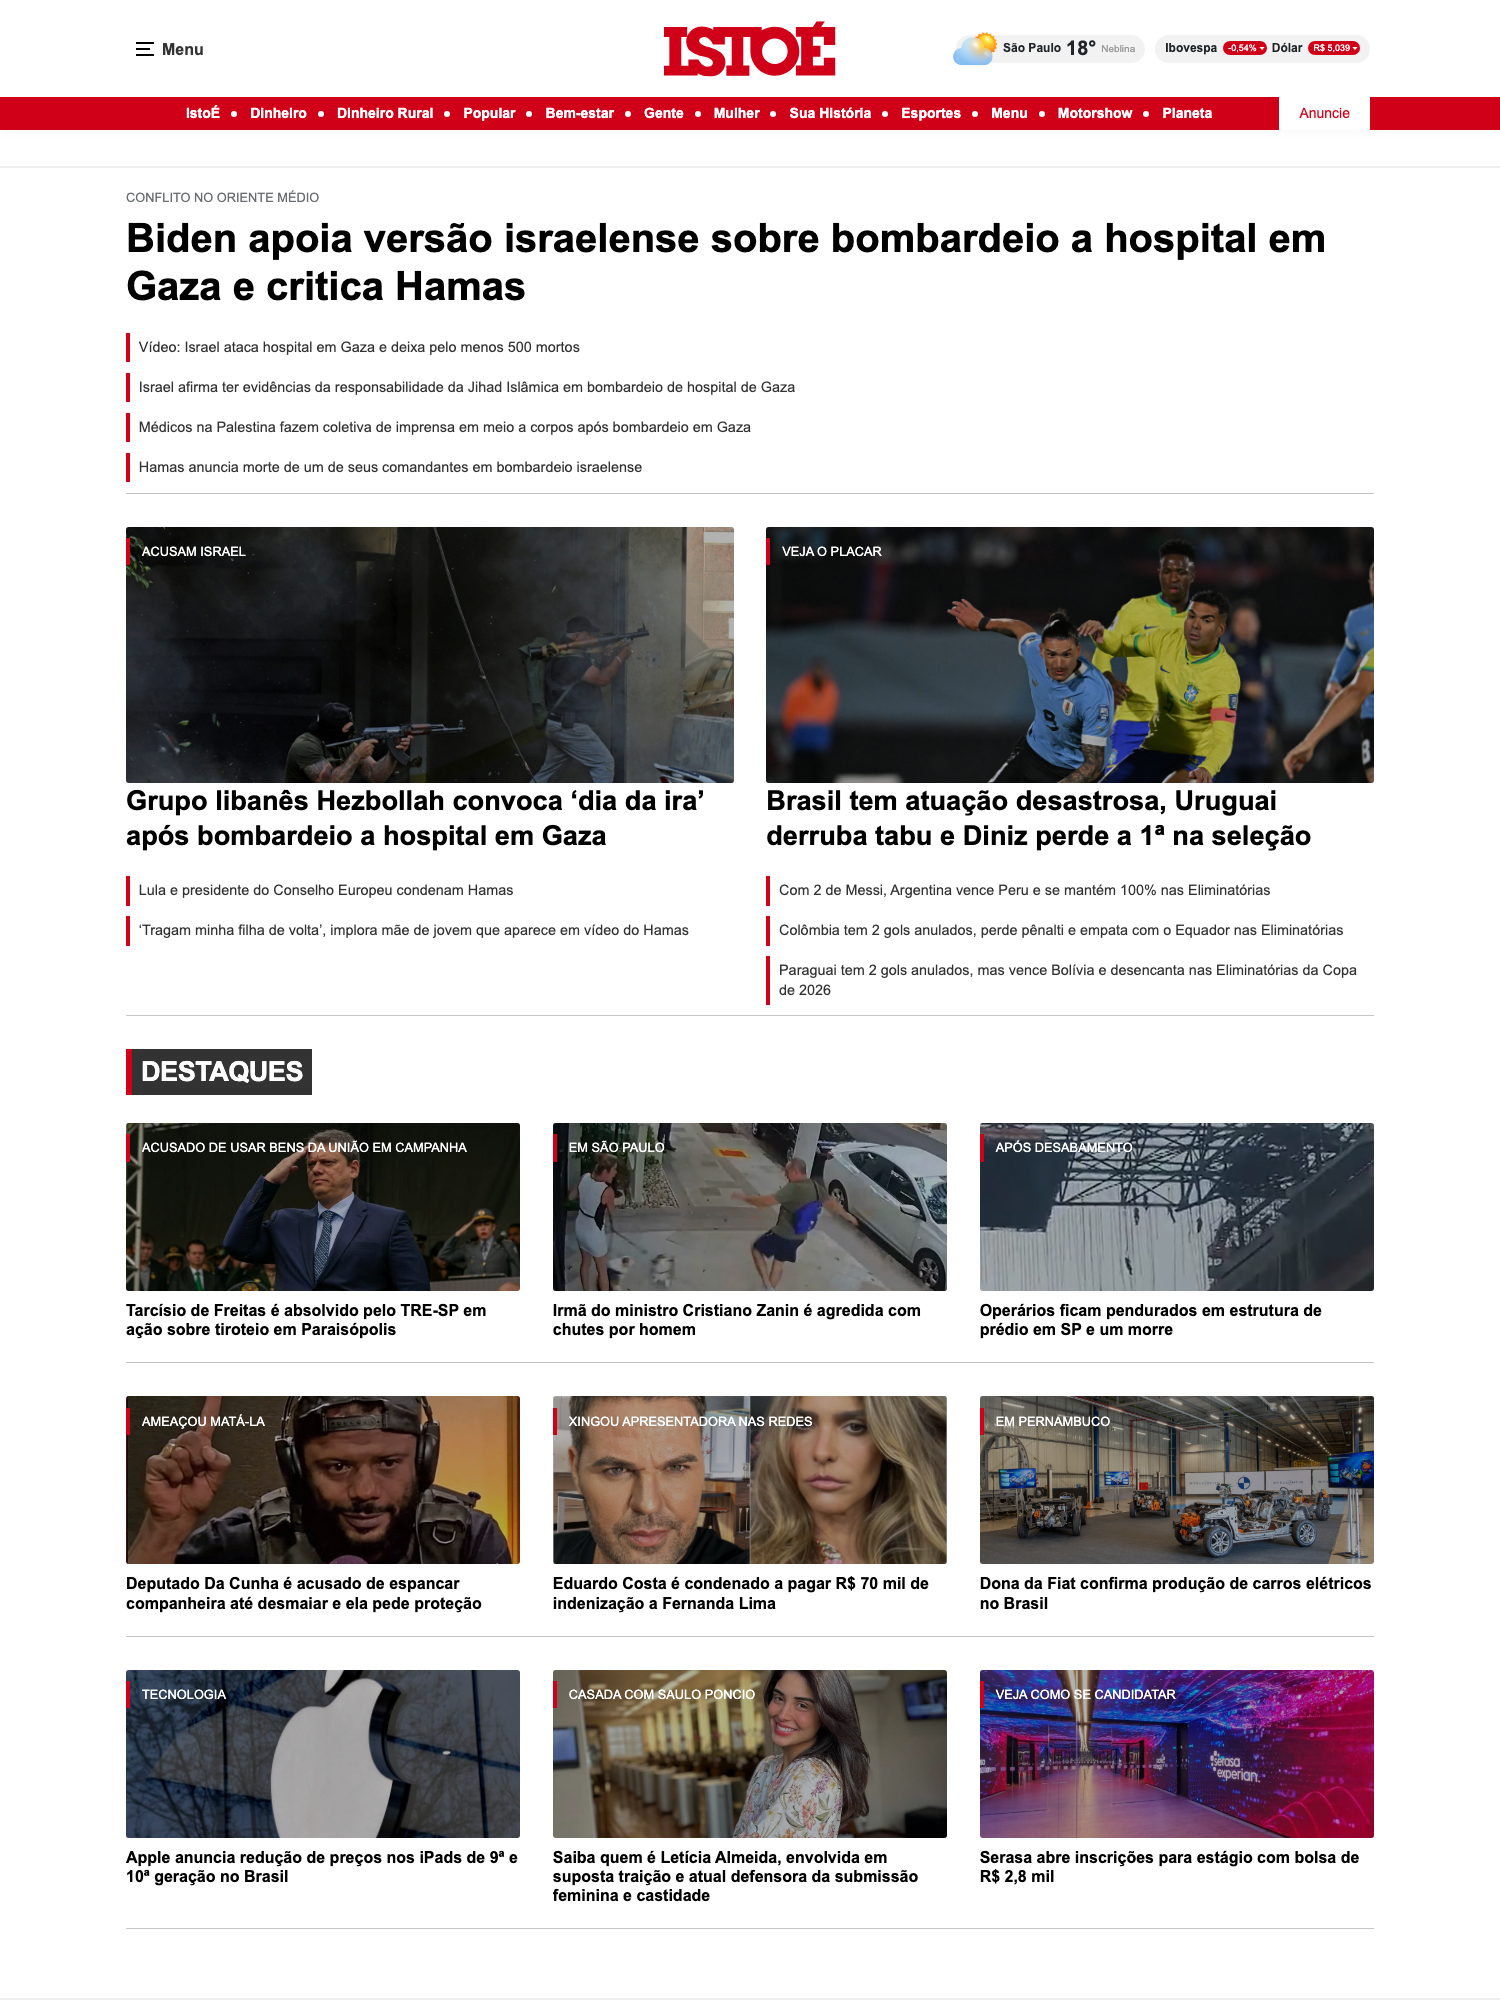 Menu
ISTOÉ
São Paulo 18° Neblina
Ibovespa -0,54% Dólar R$ 5,039
IstoÉ • Dinheiro • Dinheiro Rural • Popular • Bem-estar • Gente • Mulher • Sua História • Esportes • Menu • Motorshow • Planeta
Anuncie
CONFLITO NO ORIENTE MÉDIO
Biden apoia versão israelense sobre bombardeio a hospital em
Gaza e critica Hamas
Vídeo: Israel ataca hospital em Gaza e deixa pelo menos 500 mortos
Israel afirma ter evidências da responsabilidade da Jihad Islâmica em bombardeio de hospital de Gaza
Médicos na Palestina fazem coletiva de imprensa em meio a corpos após bombardeio em Gaza
Hamas anuncia morte de um de seus comandantes em bombardeio israelense
ACUSAM ISRAEL
Grupo libanês Hezbollah convoca ‘dia da ira’
após bombardeio a hospital em Gaza
Lula e presidente do Conselho Europeu condenam Hamas
‘Tragam minha filha de volta’, implora mãe de jovem que aparece em vídeo do Hamas
VEJA O PLACAR
9
8
Brasil tem atuação desastrosa, Uruguai
derruba tabu e Diniz perde a 1ª na seleção
Com 2 de Messi, Argentina vence Peru e se mantém 100% nas Eliminatórias
Colômbia tem 2 gols anulados, perde pênalti e empata com o Equador nas Eliminatórias
Paraguai tem 2 gols anulados, mas vence Bolívia e desencanta nas Eliminatórias da Copa
de 2026
DESTAQUES
ACUSADO DE USAR BENS DA UNIÃO EM CAMPANHA
Tarcísio de Freitas é absolvido pelo TRE-SP em
ação sobre tiroteio em Paraisópolis
EM SÃO PAULO
Irmã do ministro Cristiano Zanin é agredida com
chutes por homem
APÓS DESABAMENTO
Operários ficam pendurados em estrutura de
prédio em SP e um morre
AMEAÇOU MATÁ-LA
Deputado Da Cunha é acusado de espancar
companheira até desmaiar e ela pede proteção
XINGOU APRESENTADORA NAS REDES
Eduardo Costa é condenado a pagar R$ 70 mil de
indenização a Fernanda Lima
EM PERNAMBUCO
Dona da Fiat confirma produção de carros elétricos
no Brasil
TECNOLOGIA
Apple anuncia redução de preços nos iPads de 9ª e
10ª geração no Brasil
CASADA COM SAULO PONCIO
Saiba quem é Letícia Almeida, envolvida em
suposta traição e atual defensora da submissão
feminina e castidade
VEJA COMO SE CANDIDATAR
serasa
experian.
Serasa abre inscrições para estágio com bolsa de
R$ 2,8 mil